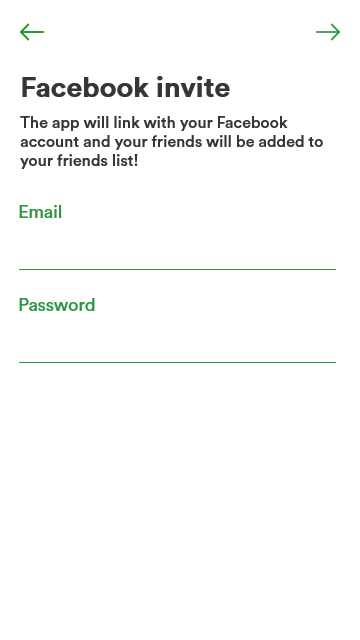 Facebook invite
The app will link with your Facebook
account and your friends will be added to
your friends list!
Email
Password